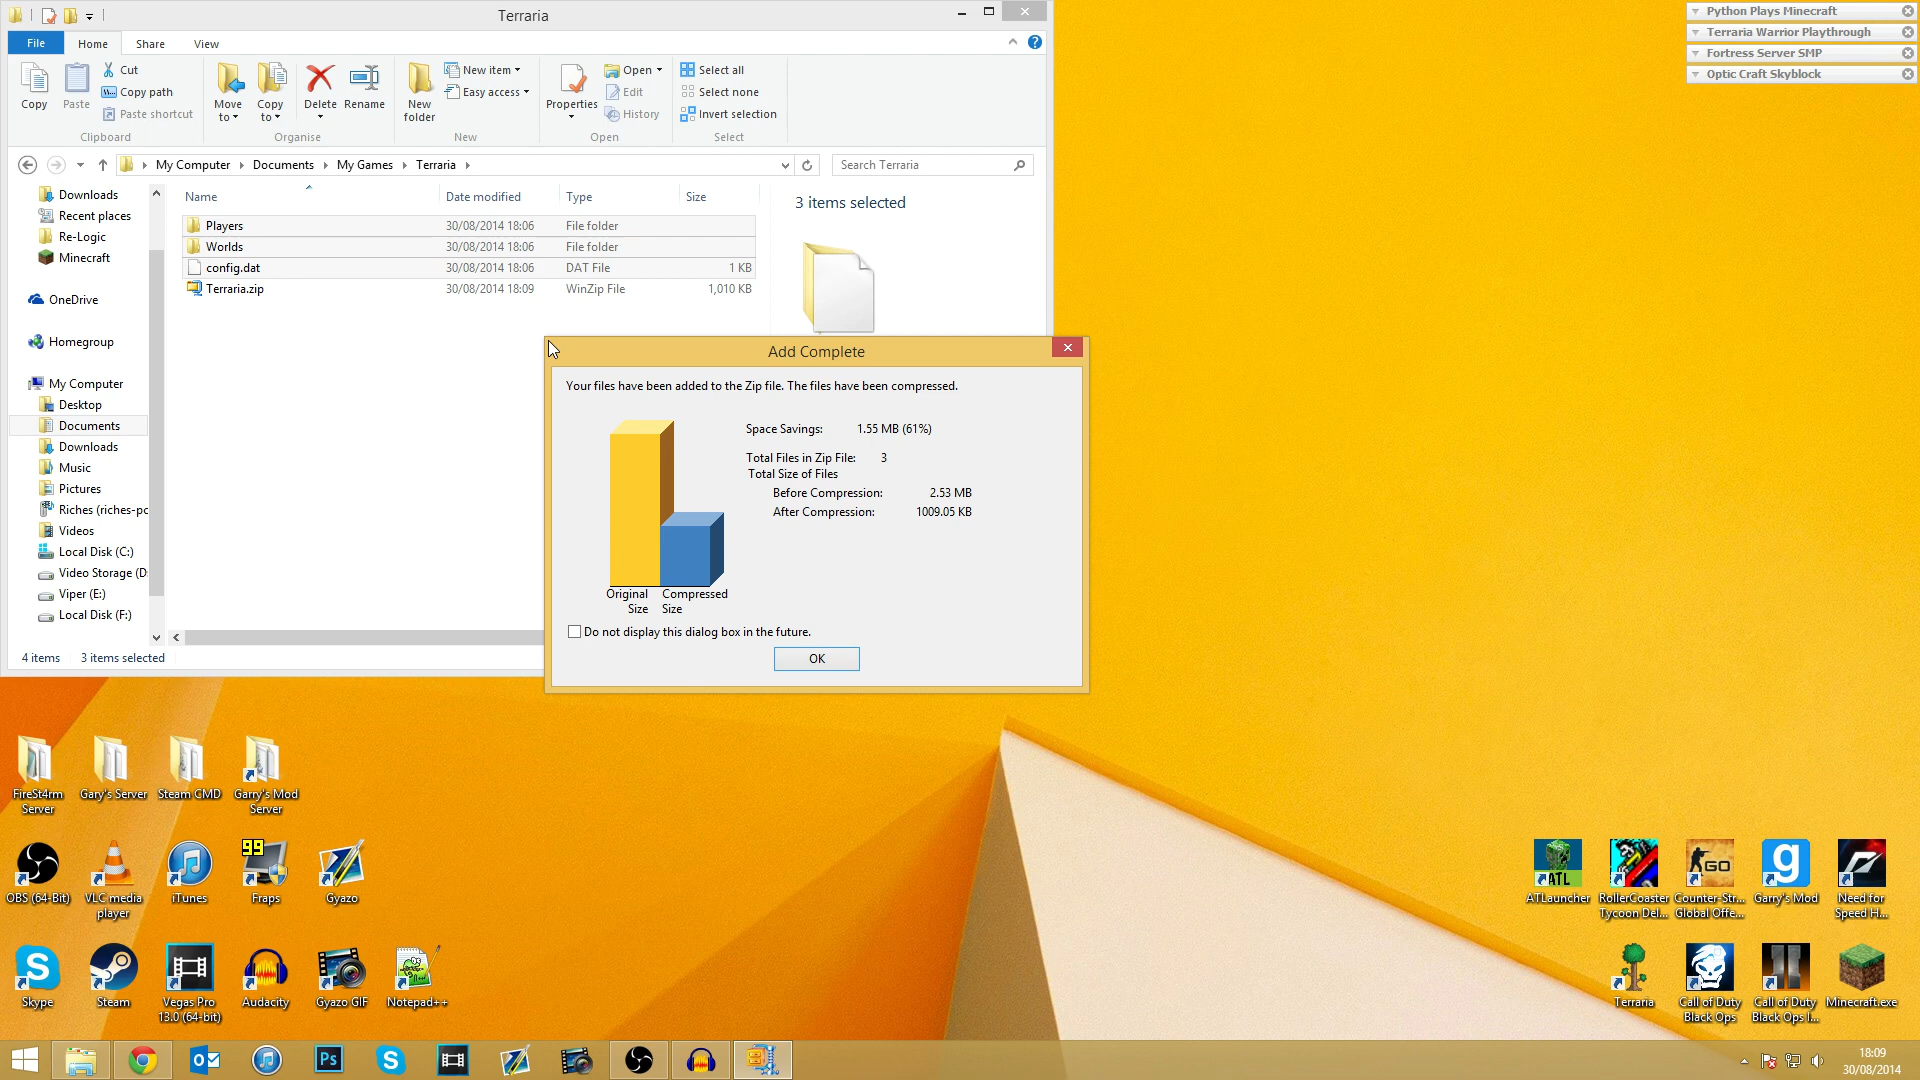 Terraria
File
Home
Share
View
Copy
Paste
Cut
Copy path
Paste shortcut
Clipboard
Move to
Copy to
Delete
Rename
Organise
New folder
New item
Easy access
New
Properties
Open
Edit
History
Open
Select all
Select none
Invert selection
Select
My Computer
Documents
My Games
Terraria
Search Terraria
Downloads
Recent places
Re-Logic
Minecraft
OneDrive
Homegroup
My Computer
Desktop
Documents
Downloads
Music
Pictures
Riches (riches-pc
Videos
Local Disk (C:)
Video Storage (D:
Viper (E:)
Local Disk (F:)
Name Date modified Type Size
Players 30/08/2014 18:06 File folder
Worlds 30/08/2014 18:06 File folder
config.dat 30/08/2014 18:06 DAT File 1 KB
Terraria.zip 30/08/2014 18:09 WinZip File 1,010 KB
3 items selected
4 items 3 items selected
Add Complete
Your files have been added to the Zip file. The files have been compressed.
Space Savings: 1.55 MB (61%)
Total Files in Zip File: 3
Total Size of Files
Before Compression: 2.53 MB
After Compression: 1009.05 KB
Original Size
Compressed Size
Do not display this dialog box in the future.
OK
Python Plays Minecraft
Terraria Warrior Playthrough
Fortress Server SMP
Optic Craft Skyblock
FireSt4rm Server
Gary's Server
Steam CMD
Garry's Mod Server
99
OBS (64-Bit)
VLC media player
iTunes
Fraps
Gyazo
Skype
Steam
Vegas Pro 13.0 (64-bit)
Audacity
Gyazo GIF
Notepad++
ATL
GO
g
ATLauncher
RollerCoaster Tycoon Del...
Counter-Str... Global Offe...
Garry's Mod
Need for Speed H...
Terraria
Call of Duty Black Ops
Call of Duty Black Ops I...
Minecraft.exe
Ps
18:09
30/08/2014